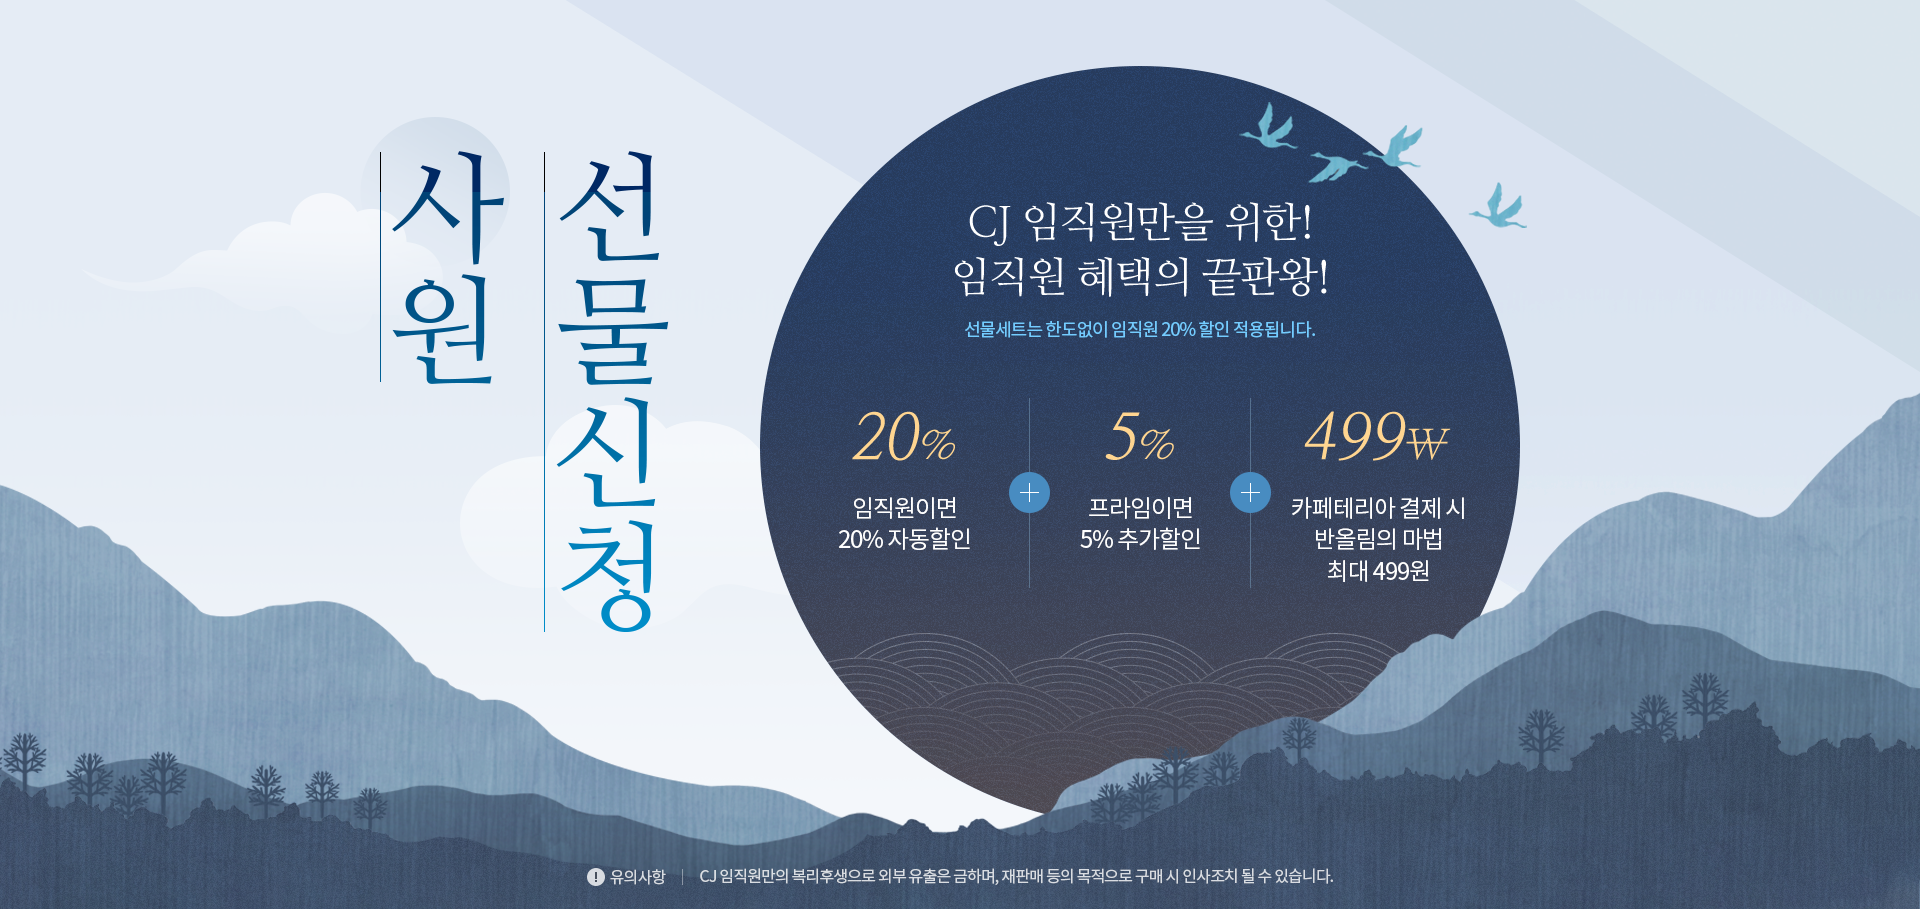 사원
선물신청
CJ 임직원만을 위한!
임직원 혜택의 끝판왕!
선물세트는 한도없이 임직원 20% 할인 적용됩니다.
20%
임직원이면
20% 자동할인
+
5%
프라임이면
5% 추가할인
+
499₩
카페테리아 결제 시
반올림의 마법
최대 499원
! 유의사항 | CJ 임직원만의 복리후생으로 외부 유출은 금하며, 재판매 등의 목적으로 구매 시 인사조치 될 수 있습니다.